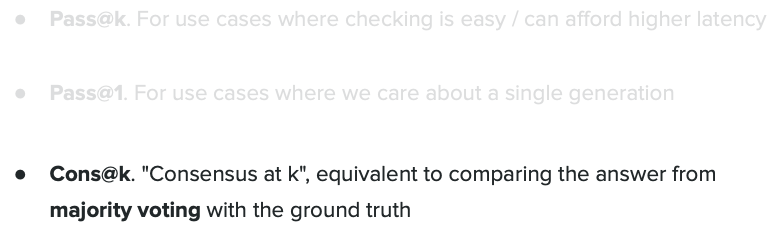 ● Pass@k. For use cases where checking is easy / can afford higher latency
● Pass@1. For use cases where we care about a single generation
● Cons@k. "Consensus at k", equivalent to comparing the answer from
majority voting with the ground truth